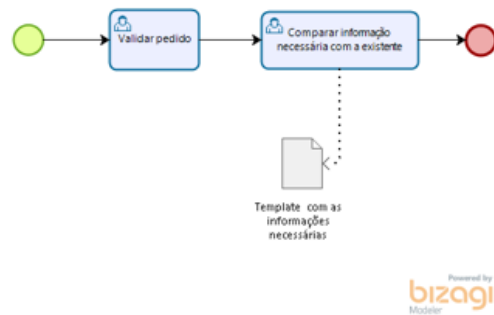 Validar pedido
Comparar informação
necessária com a existente
Template com as
informações
necessárias
Powered by
bizagi
Modeler